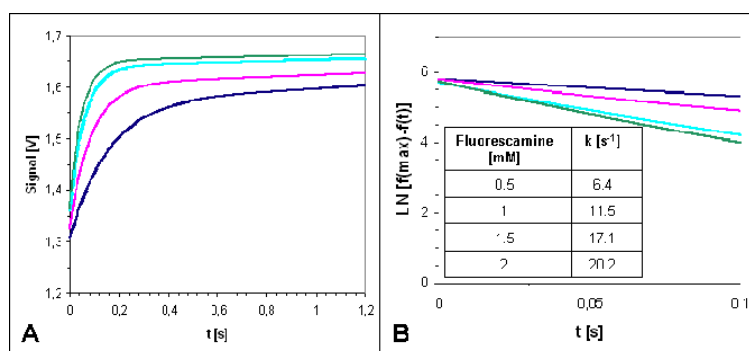 1,7
1,6
1,5
1,4
1,3
1,2
Signal [V]
0 0,2 0,4 0,6 0,8 1 1,2
t [s]
A
6
4
2
0
LN [f(max)-f(t)]
Fluorescamine [mM] k [s⁻¹]
0.5 6.4
1 11.5
1.5 17.1
2 20.2
0 0,05 0.1
t [s]
B